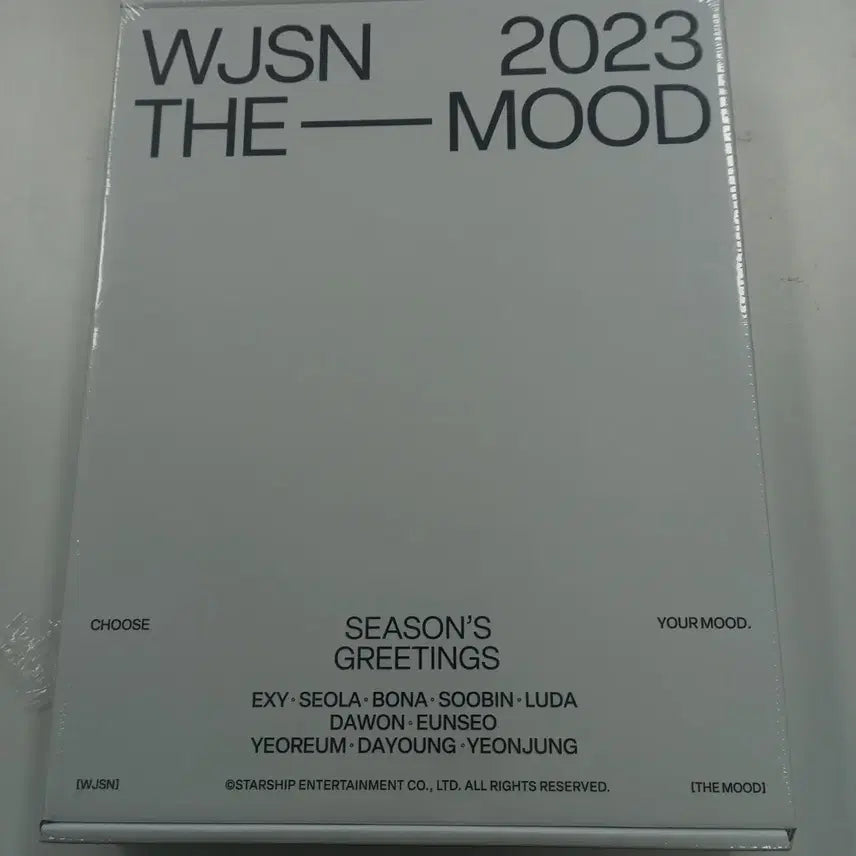 WJSN 2023
THE — MOOD
CHOOSE SEASON'S YOUR MOOD.
GREETINGS
EXY · SEOLA · BONA · SOOBIN · LUDA
DAWON · EUNSEO
YEOREUM · DAYOUNG · YEONJUNG
[WJSN] ©STARSHIP ENTERTAINMENT CO., LTD. ALL RIGHTS RESERVED. [THE MOOD]